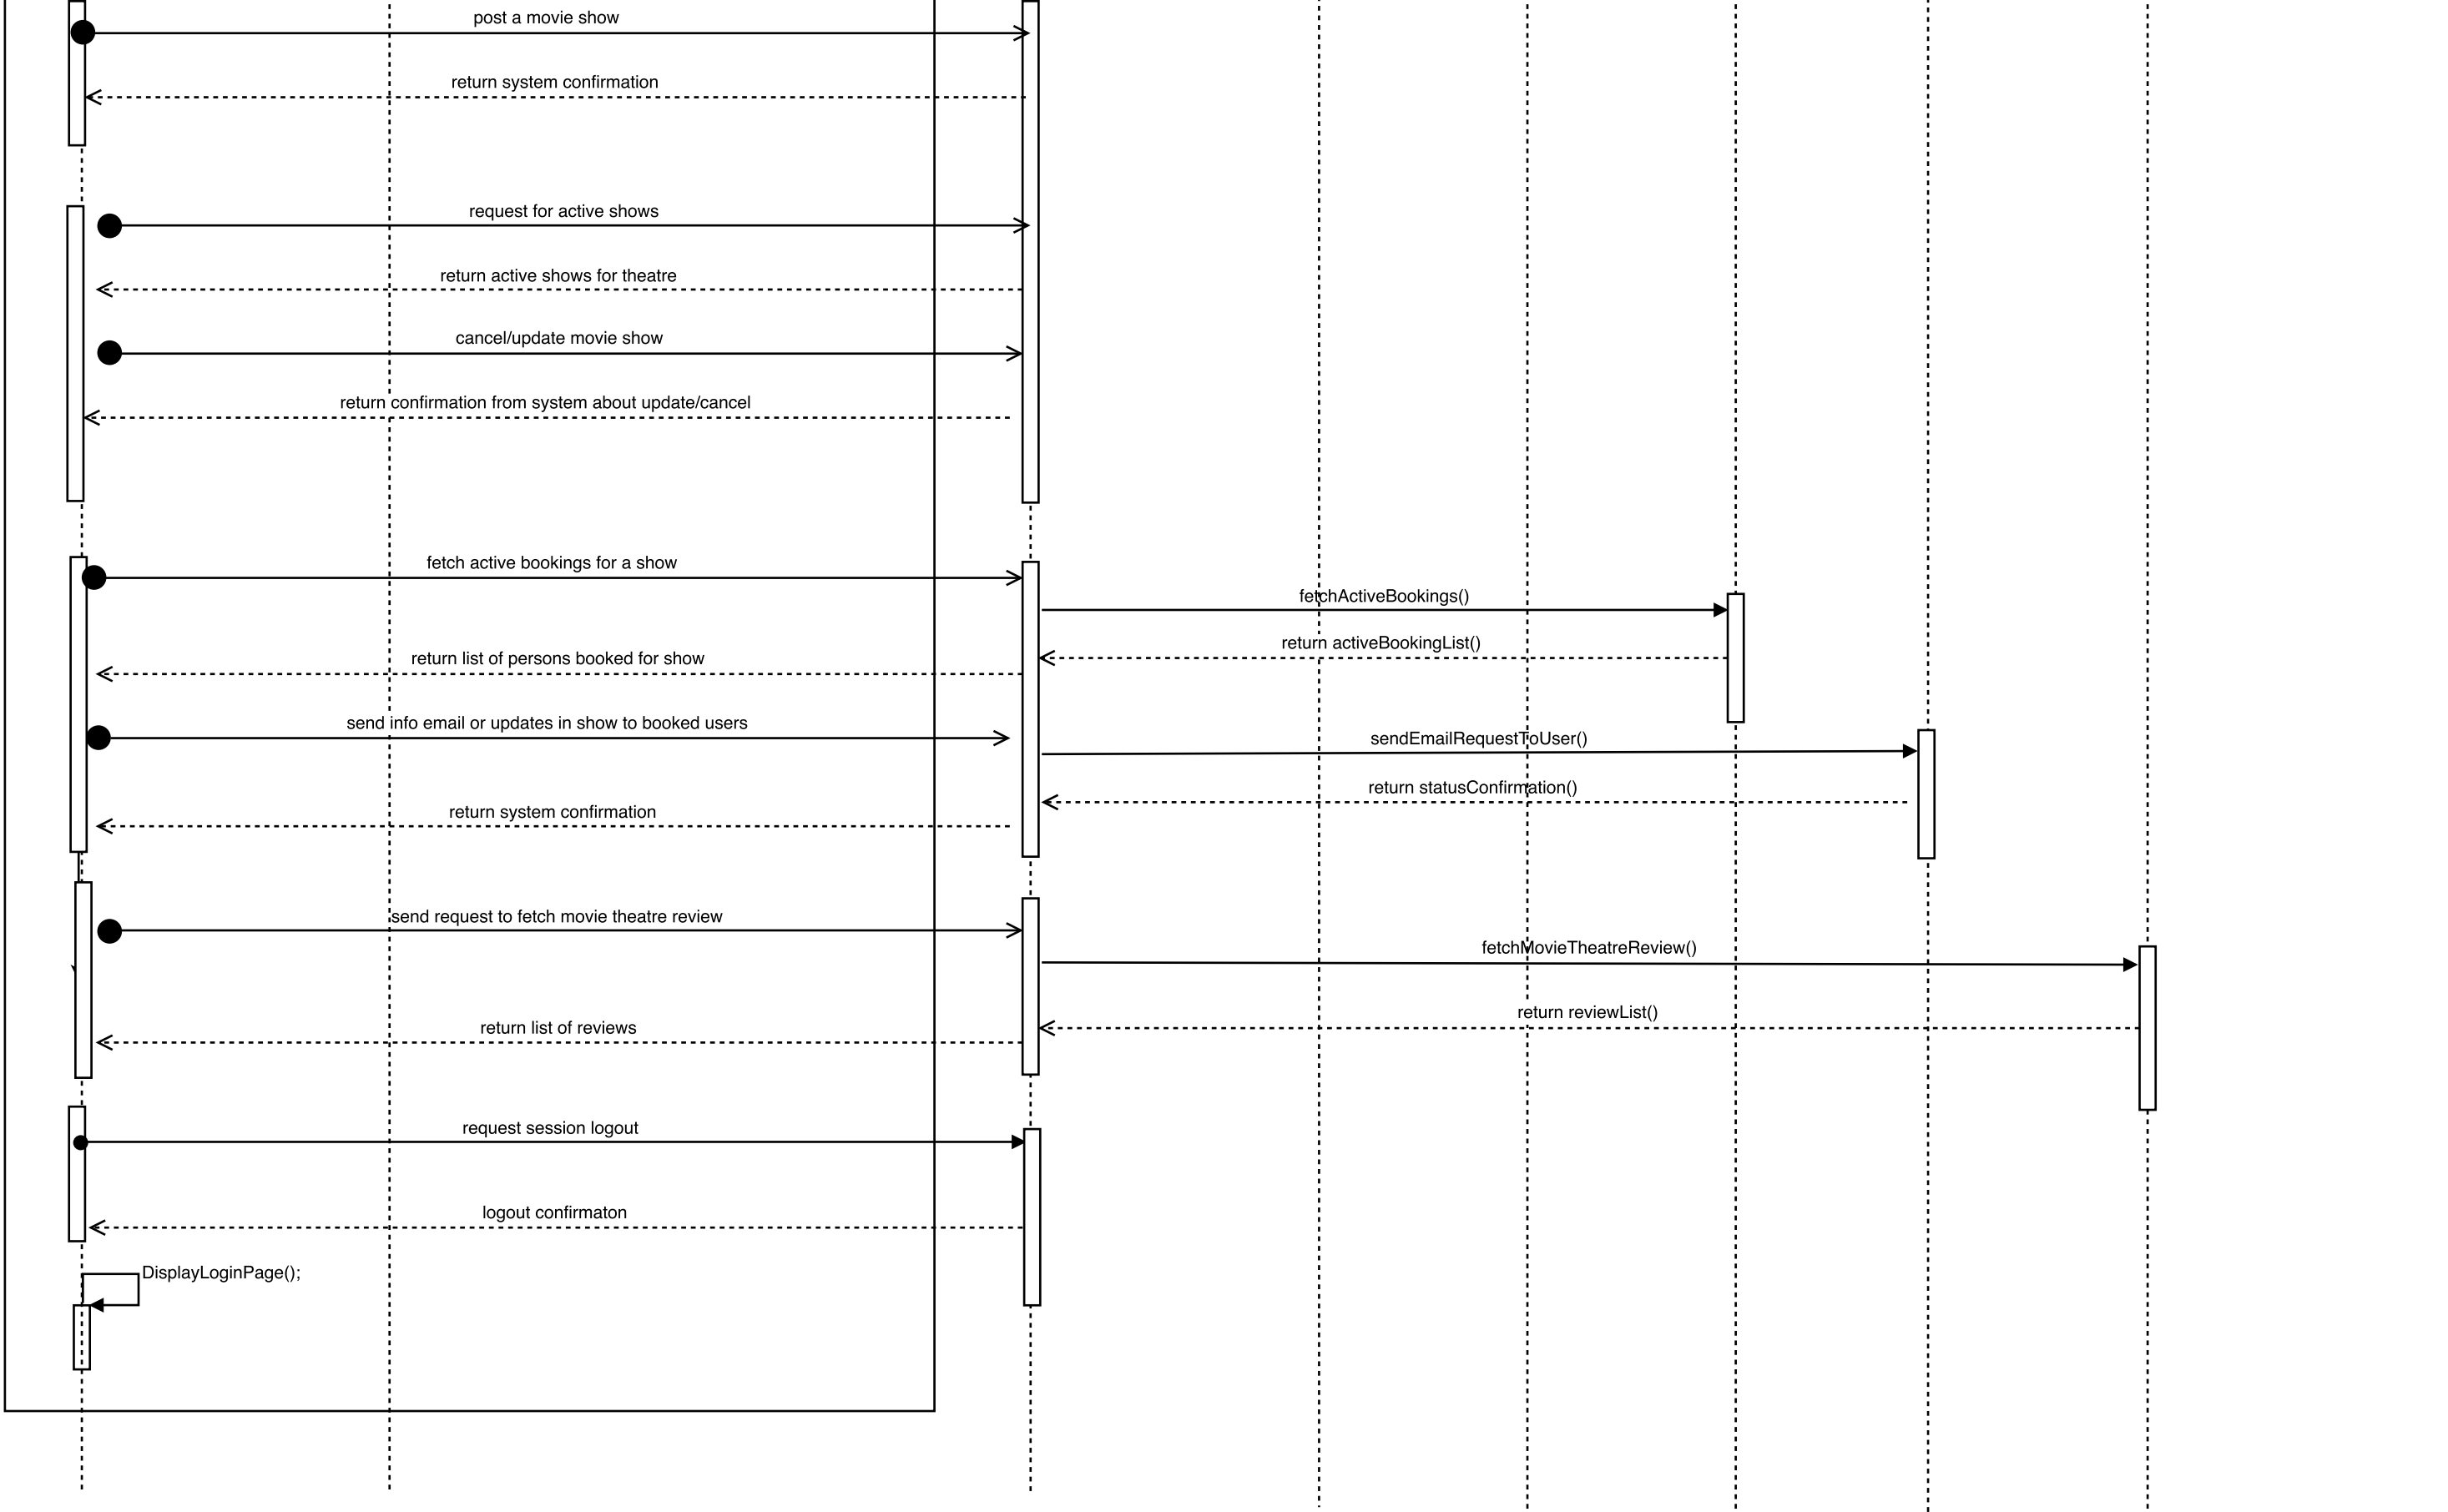 post a movie show
return system confirmation
request for active shows
return active shows for theatre
cancel/update movie show
return confirmation from system about update/cancel
fetch active bookings for a show
fetchActiveBookings()
return activeBookingList()
return list of persons booked for show
send info email or updates in show to booked users
sendEmailRequestToUser()
return statusConfirmation()
return system confirmation
send request to fetch movie theatre review
fetchMovieTheatreReview()
return reviewList()
return list of reviews
request session logout
logout confirmaton
DisplayLoginPage();